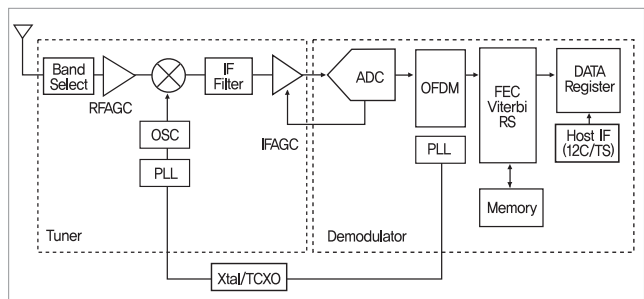 Band
Select
RFAGC
IF
Filter
OSC
PLL
IFAGC
ADC
OFDM
PLL
FEC
Viterbi
RS
Memory
DATA
Register
Host IF
(12C/TS)
Tuner
Demodulator
Xtal/TCXO